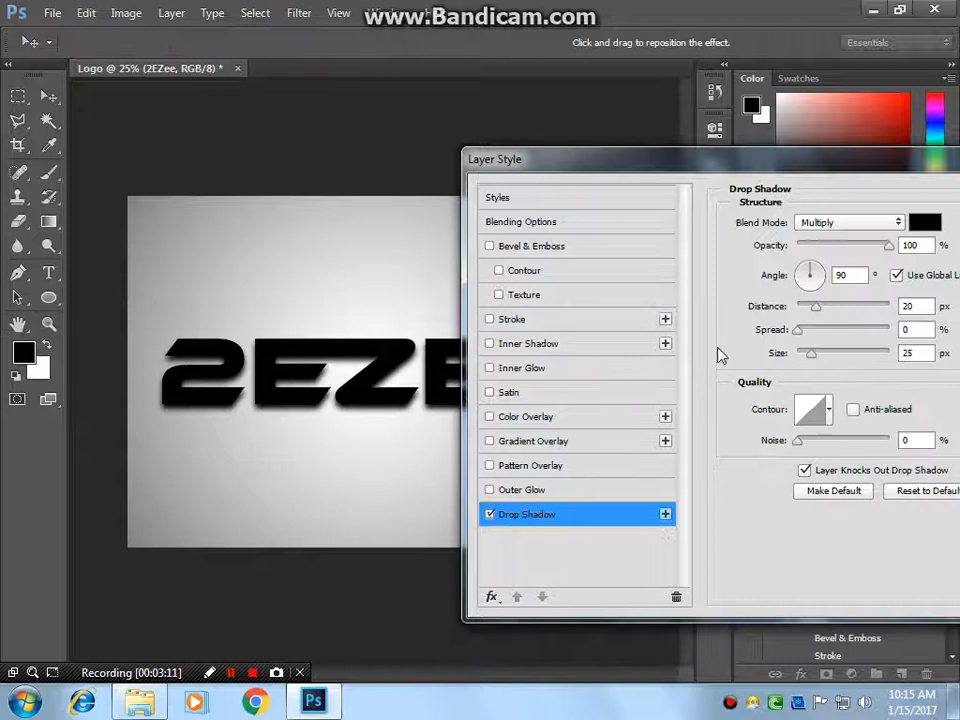 www.Bandicam.com
Ps File Edit Image Layer Type Select Filter View
Click and drag to reposition the effect.
Essentials
Logo @ 25% (2EZee, RGB/8) * ×
Color Swatches
2EZE
Layer Style
Styles
Blending Options
Bevel & Emboss
Contour
Texture
Stroke
Inner Shadow
Inner Glow
Satin
Color Overlay
Gradient Overlay
Pattern Overlay
Outer Glow
Drop Shadow
fx
Drop Shadow
Structure
Blend Mode: Multiply
Opacity: 100 %
Angle: 90 ° Use Global L
Distance: 20 px
Spread: 0 %
Size: 25 px
Quality
Contour: Anti-aliased
Noise: 0 %
Layer Knocks Out Drop Shadow
Make Default Reset to Defaul
Bevel & Emboss
Stroke
fx
Recording [00:03:11]
Ps
10:15 AM
1/15/2017